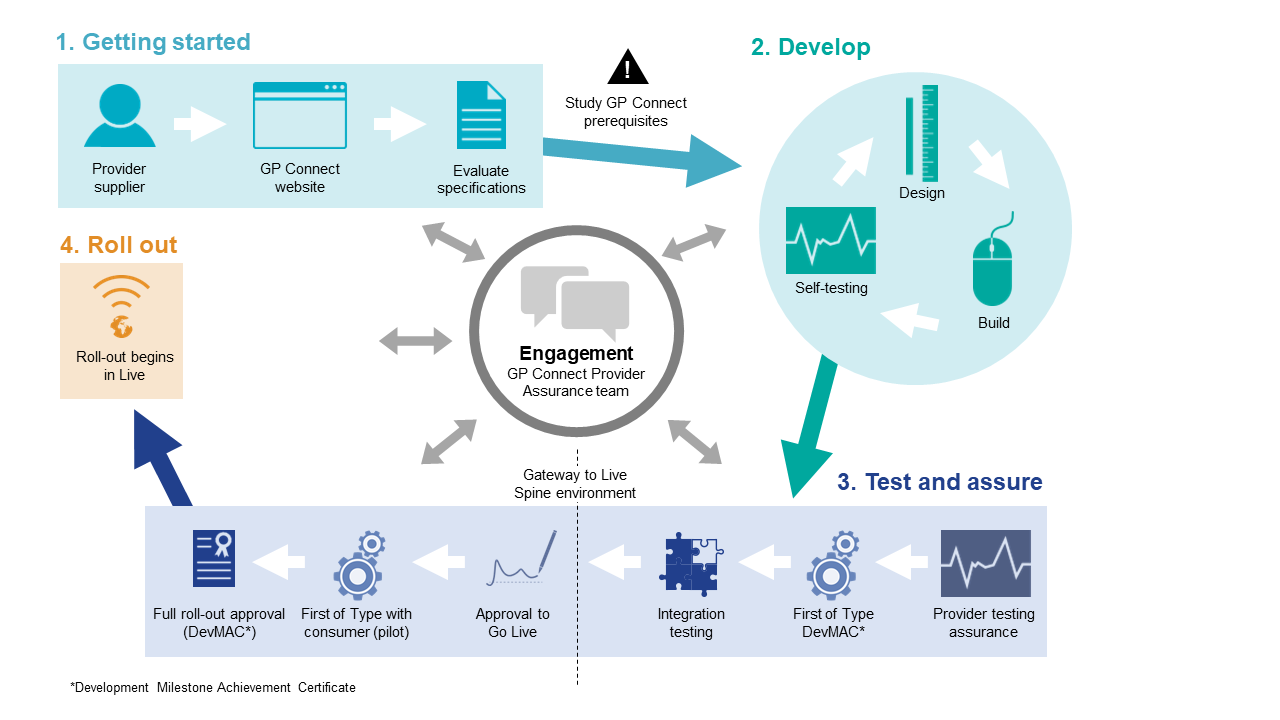 1. Getting started
Provider
supplier
GP Connect
website
Evaluate
specifications
!
Study GP Connect
prerequisites
2. Develop
Design
Build
Self-testing
4. Roll out
Roll-out begins
in Live
Engagement
GP Connect Provider
Assurance team
Gateway to Live
Spine environment
3. Test and assure
Full roll-out approval
(DevMAC*)
First of Type with
consumer (pilot)
Approval to
Go Live
Integration
testing
First of Type
DevMAC*
Provider testing
assurance
*Development Milestone Achievement Certificate